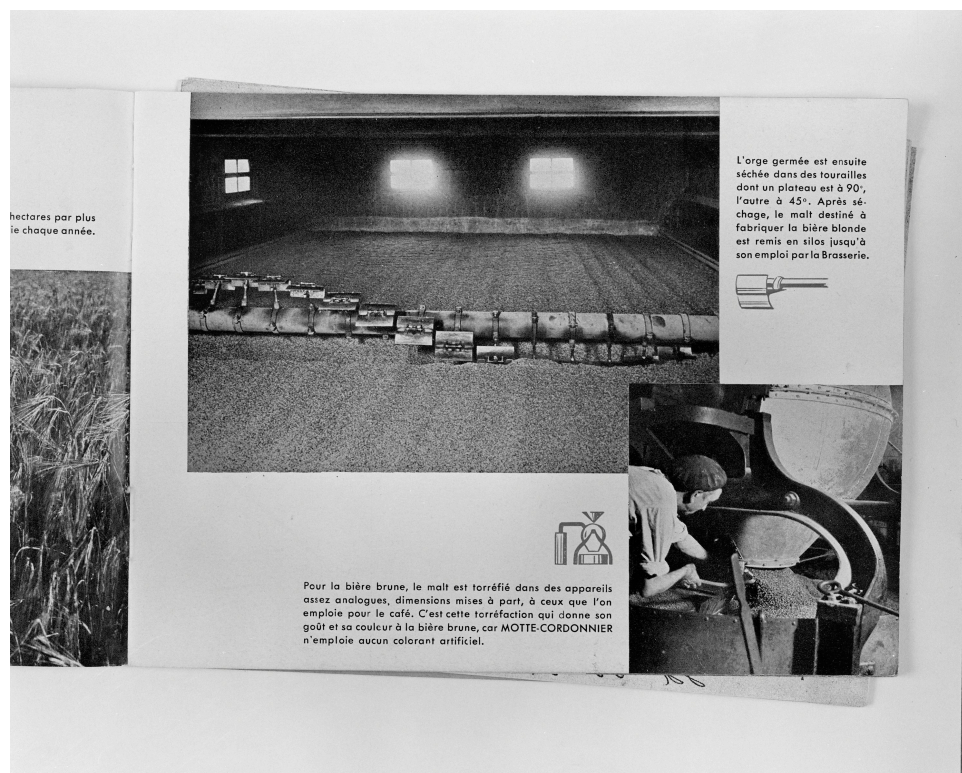 hectares par plus
ie chaque année.
L'orge germée est ensuite
séchée dans des tourailles
dont un plateau est à 90°,
l'autre à 45°. Après sé-
chage, le malt destiné à
fabriquer la bière blonde
est remis en silos jusqu'à
son emploi par la Brasserie.
Pour la bière brune, le malt est torréfié dans des appareils
assez analogues, dimensions mises à part, à ceux que l'on
emploie pour le café. C'est cette torréfaction qui donne son
goût et sa couleur à la bière brune, car MOTTE-CORDONNIER
n'emploie aucun colorant artificiel.